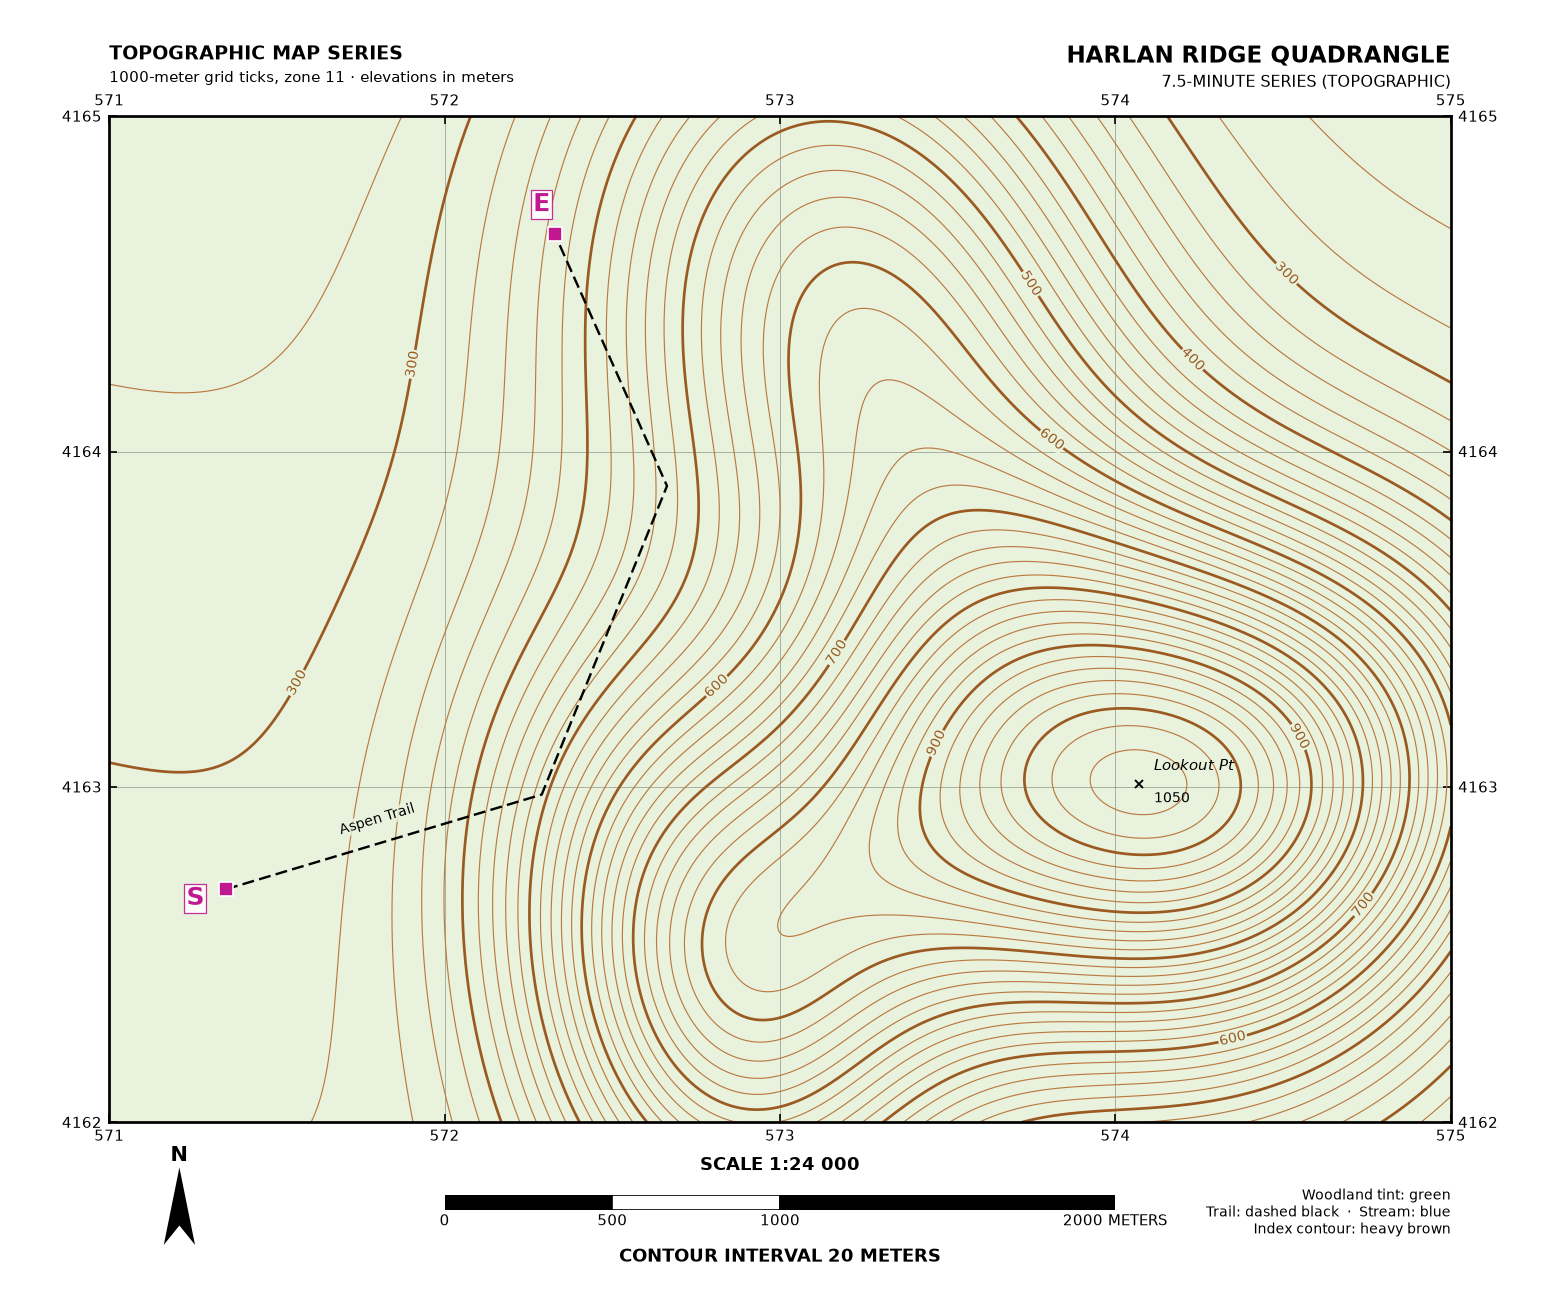 TOPOGRAPHIC MAP SERIES
1000-meter grid ticks, zone 11 · elevations in meters
HARLAN RIDGE QUADRANGLE
7.5-MINUTE SERIES (TOPOGRAPHIC)
571 572 573 574 575
4165 4165
E
300
500
300
400
600
4164 4164
300
700
600
900
900
Lookout Pt
1050
4163 4163
Aspen Trail
S
700
600
4162 4162
571 572 573 574 575
N
SCALE 1:24 000
0 500 1000 2000 METERS
CONTOUR INTERVAL 20 METERS
Woodland tint: green
Trail: dashed black · Stream: blue
Index contour: heavy brown